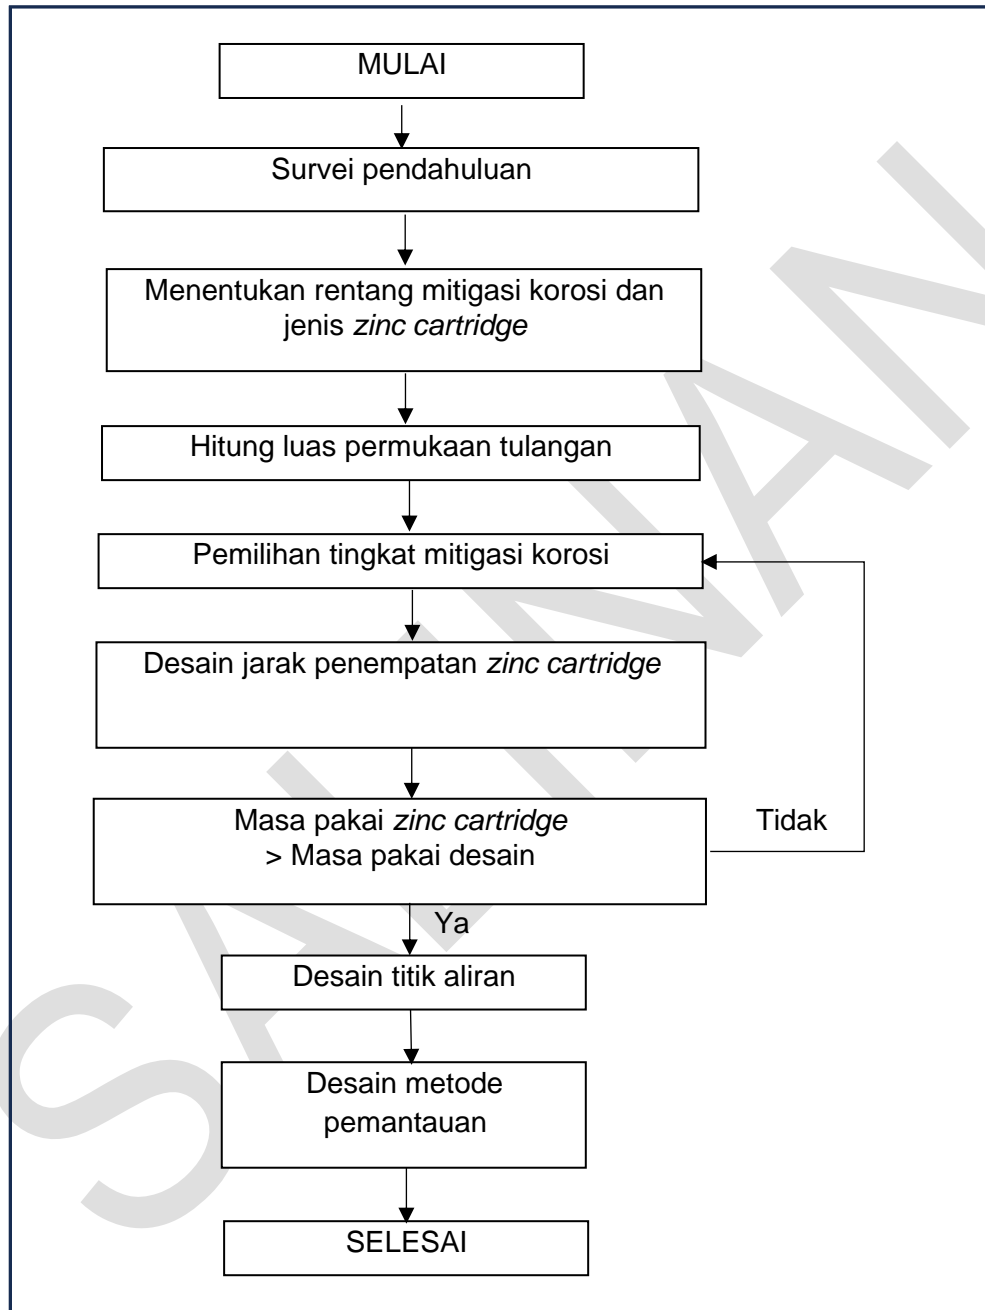 MULAI
Survei pendahuluan
Menentukan rentang mitigasi korosi dan
jenis zinc cartridge
Hitung luas permukaan tulangan
Pemilihan tingkat mitigasi korosi
Desain jarak penempatan zinc cartridge
Masa pakai zinc cartridge
> Masa pakai desain
Tidak
Ya
Desain titik aliran
Desain metode
pemantauan
SELESAI
SALINAN